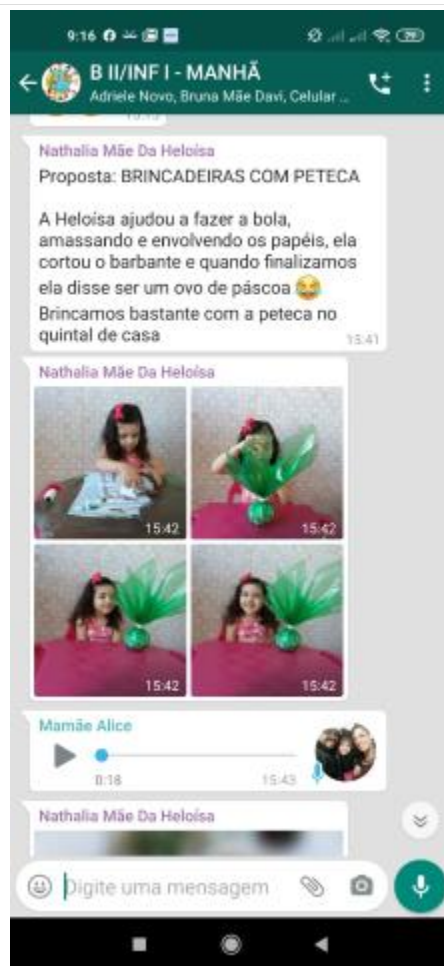 9:16
B II/INF I - MANHÃ
Adriele Novo, Bruna Mãe Davi, Celular ...
15:15
Nathalia Mãe Da Heloísa
Proposta: BRINCADEIRAS COM PETECA
A Heloísa ajudou a fazer a bola,
amassando e envolvendo os papéis, ela
cortou o barbante e quando finalizamos
ela disse ser um ovo de páscoa 😂
Brincamos bastante com a peteca no
quintal de casa
15:41
Nathalia Mãe Da Heloísa
15:42
15:42
15:42
15:42
Mamãe Alice
0:18
15:43
Nathalia Mãe Da Heloísa
Digite uma mensagem